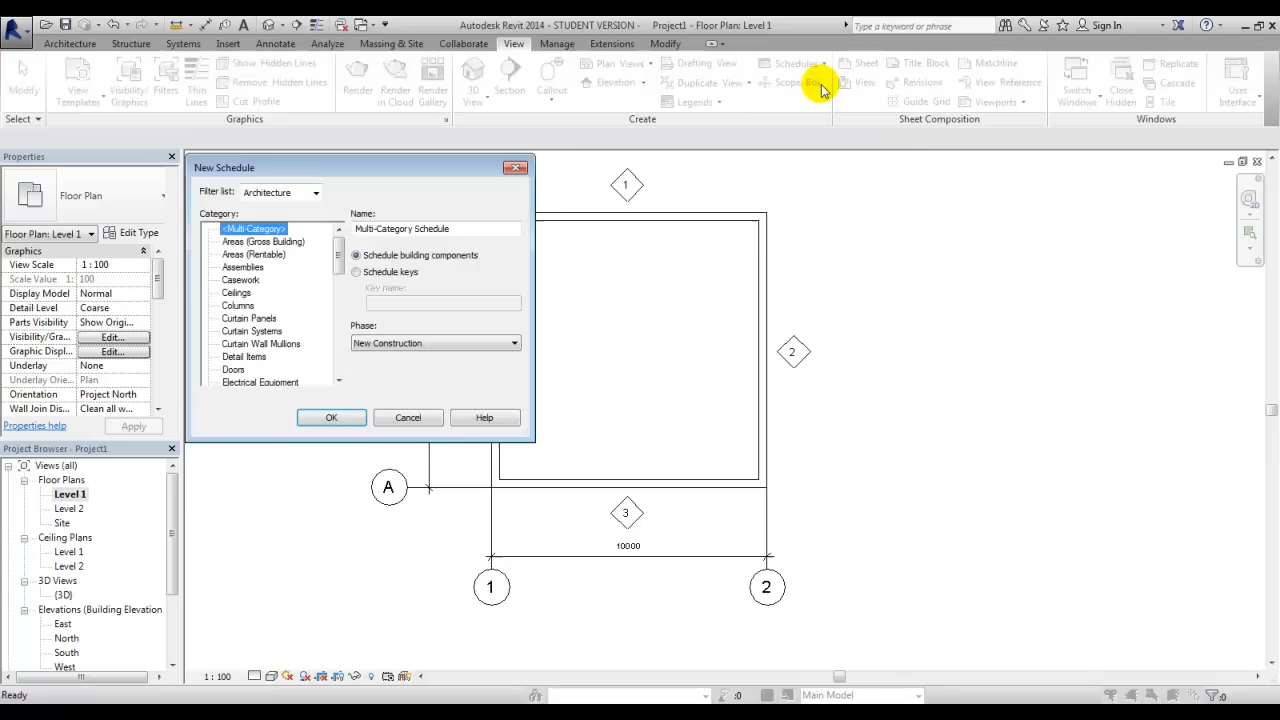 Autodesk Revit 2014 - STUDENT VERSION - Project1 - Floor Plan: Level 1
Type a keyword or phrase
Sign In
Architecture Structure Systems Insert Annotate Analyze Massing & Site Collaborate View Manage Extensions Modify
Modify
View Templates
Visibility/ Graphics
Filters
Thin Lines
Show Hidden Lines
Remove Hidden Lines
Cut Profile
Render
Render in Cloud
Render Gallery
3D View
Section
Callout
Plan Views
Elevation
Drafting View
Duplicate View
Legends
Schedules
Scope Box
Sheet
View
Title Block
Revisions
Guide Grid
Matchline
View Reference
Viewports
Switch Windows
Close Hidden
Replicate
Cascade
Tile
User Interface
Select
Graphics
Create
Sheet Composition
Windows
Properties
Floor Plan
Floor Plan: Level 1
Edit Type
Graphics
View Scale 1 : 100
Scale Value 1: 100
Display Model Normal
Detail Level Coarse
Parts Visibility Show Origi...
Visibility/Gra... Edit...
Graphic Displ... Edit...
Underlay None
Underlay Orie... Plan
Orientation Project North
Wall Join Dis... Clean all w...
Properties help
Apply
Project Browser - Project1
Views (all)
Floor Plans
Level 1
Level 2
Site
Ceiling Plans
Level 1
Level 2
3D Views
{3D}
Elevations (Building Elevation
East
North
South
West
New Schedule
Filter list: Architecture
Category:
<Multi-Category>
Areas (Gross Building)
Areas (Rentable)
Assemblies
Casework
Ceilings
Columns
Curtain Panels
Curtain Systems
Curtain Wall Mullions
Detail Items
Doors
Electrical Equipment
Name:
Multi-Category Schedule
Schedule building components
Schedule keys
Key name:
Phase:
New Construction
OK
Cancel
Help
1
2
A
3
10000
1
2
1 : 100
Ready
:0
Main Model
:0